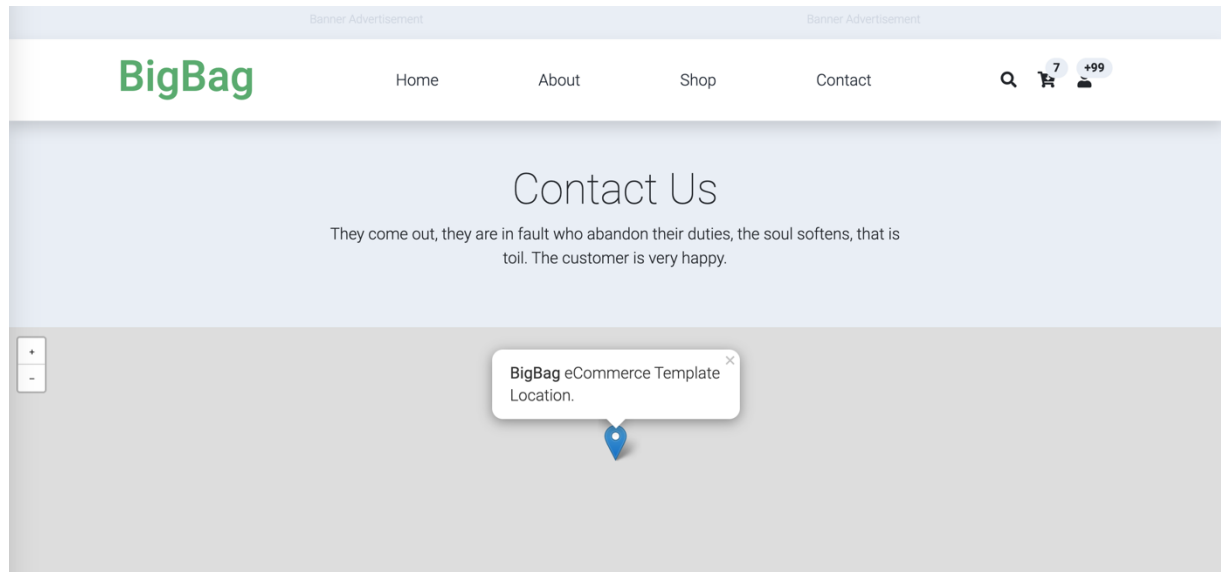 Banner Advertisement Banner Advertisement
BigBag Home About Shop Contact 7 +99
Contact Us
They come out, they are in fault who abandon their duties, the soul softens, that is
toil. The customer is very happy.
+
-
×
BigBag eCommerce Template
Location.